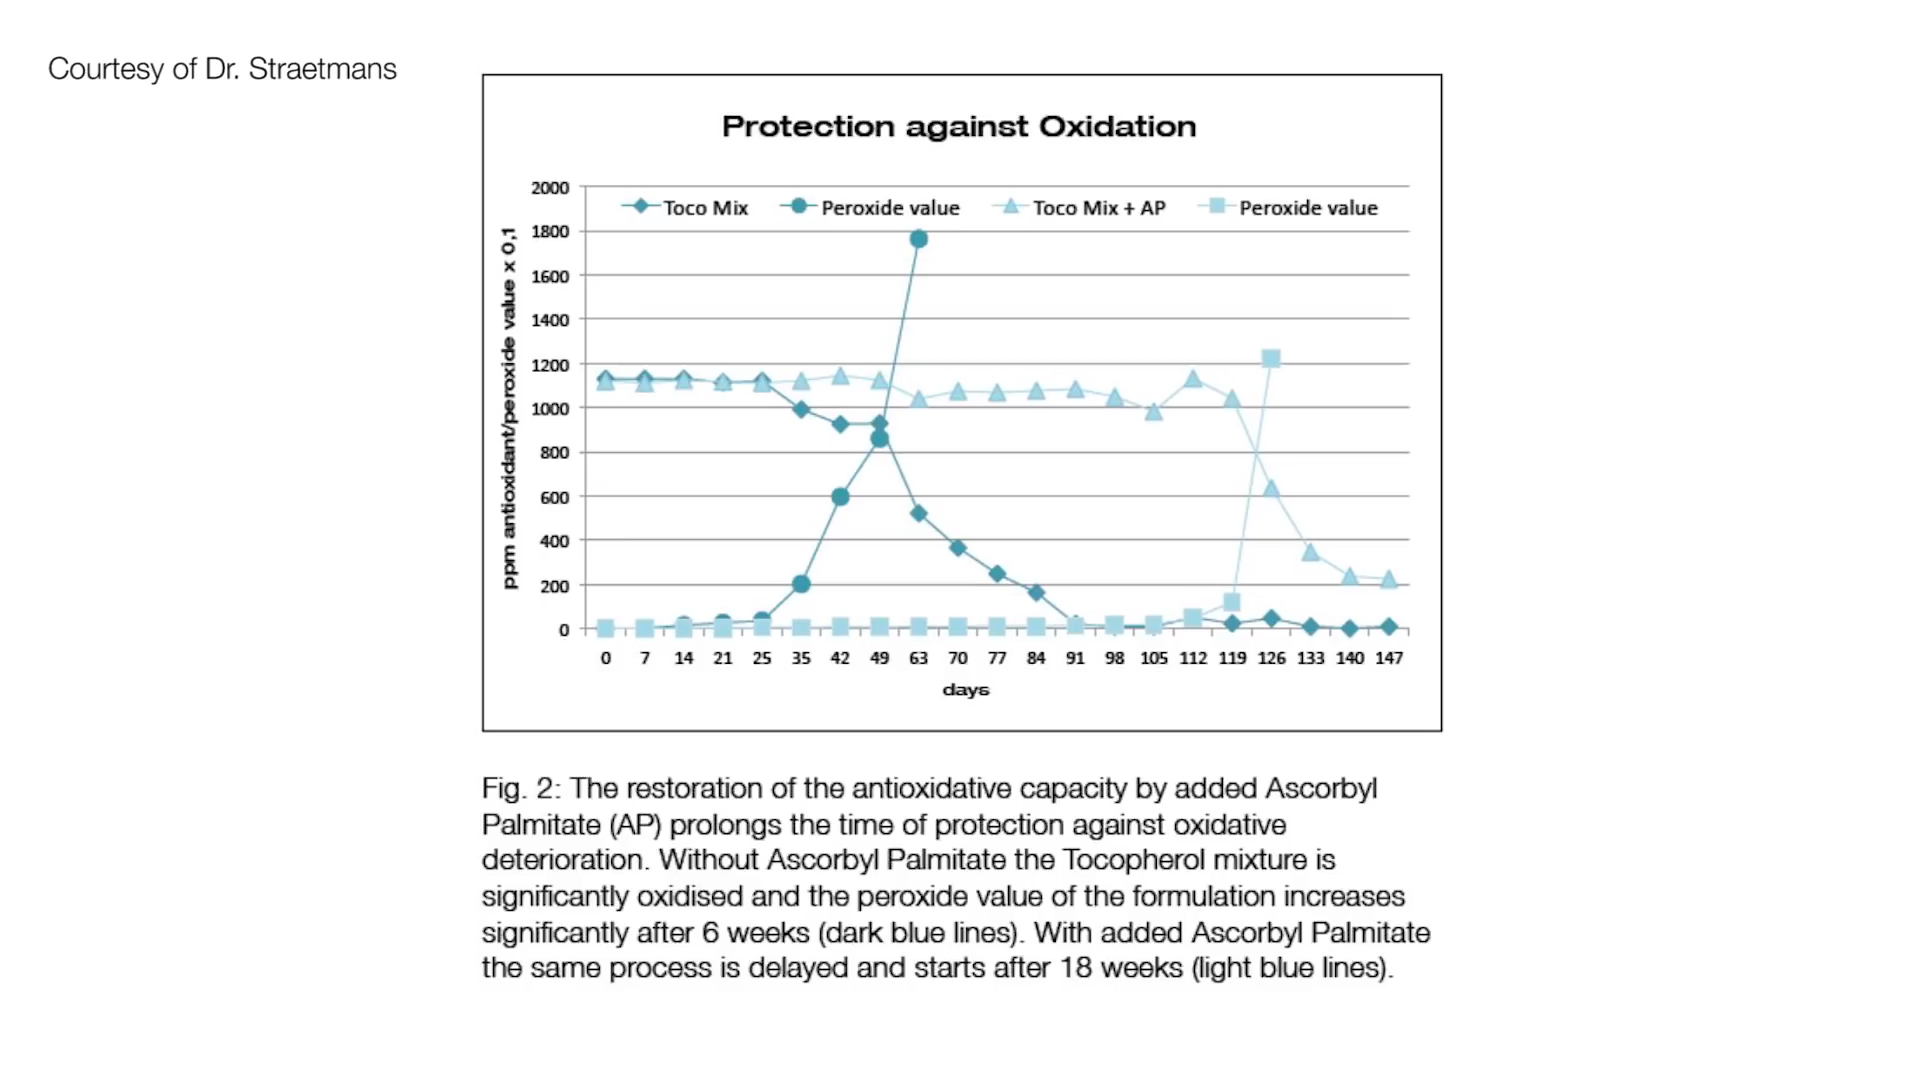 Courtesy of Dr. Straetmans
Protection against Oxidation
Toco Mix Peroxide value Toco Mix + AP Peroxide value
ppm antioxidant/peroxide value x 0,1
2000
1800
1600
1400
1200
1000
800
600
400
200
0
0 7 14 21 25 35 42 49 63 70 77 84 91 98 105 112 119 126 133 140 147
days
Fig. 2: The restoration of the antioxidative capacity by added Ascorbyl
Palmitate (AP) prolongs the time of protection against oxidative
deterioration. Without Ascorbyl Palmitate the Tocopherol mixture is
significantly oxidised and the peroxide value of the formulation increases
significantly after 6 weeks (dark blue lines). With added Ascorbyl Palmitate
the same process is delayed and starts after 18 weeks (light blue lines).